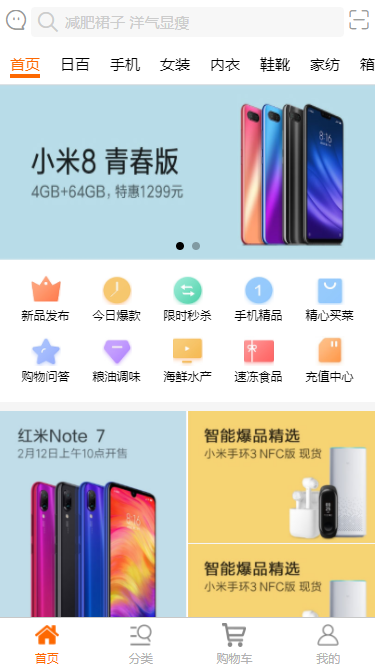 减肥裙子 洋气显瘦
首页 日百 手机 女装 内衣 鞋靴 家纺 箱
小米8 青春版
4GB+64GB，特惠1299元
8:16
新品发布 今日爆款 限时秒杀 手机精品 精心买菜
1
购物问答 粮油调味 海鲜水产 速冻食品 充值中心
红米Note 7
2月12日上午10点开售
智能爆品精选
小米手环3 NFC版 现货
智能爆品精选
小米手环3 NFC版 现货
首页 分类 购物车 我的